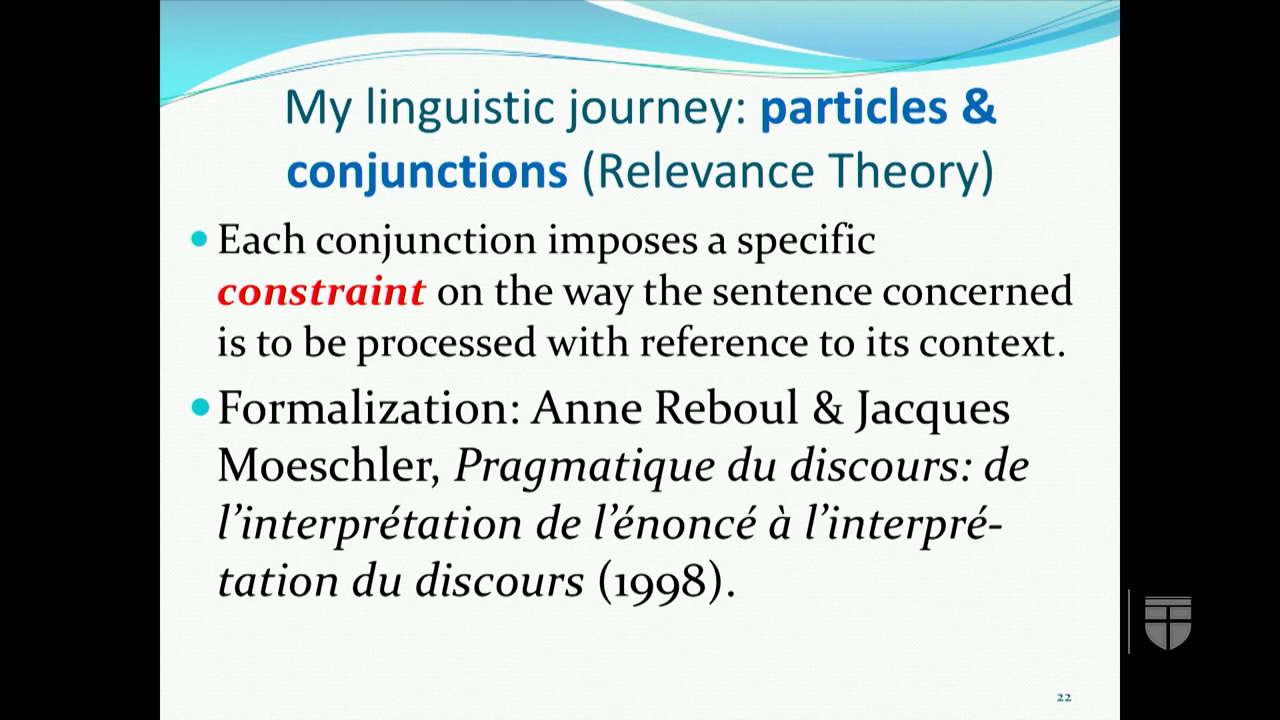 My linguistic journey: particles &
conjunctions (Relevance Theory)
Each conjunction imposes a specific
constraint on the way the sentence concerned
is to be processed with reference to its context.
Formalization: Anne Reboul & Jacques
Moeschler, Pragmatique du discours: de
l’interprétation de l’énoncé à l’interpré-
tation du discours (1998).
22